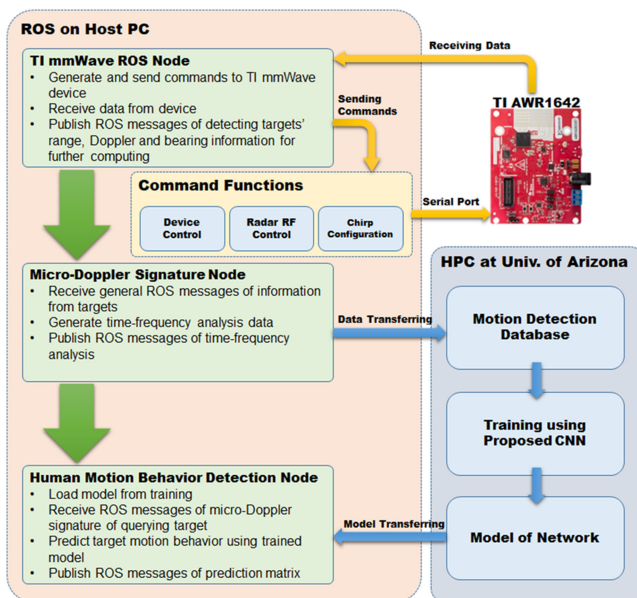 ROS on Host PC
TI mmWave ROS Node
• Generate and send commands to TI mmWave
device
• Receive data from device
• Publish ROS messages of detecting targets'
range, Doppler and bearing information for
further computing
Receiving Data
Sending
Commands
TI AWR1642
Command Functions
Device
Control
Radar RF
Control
Chirp
Configuration
Serial Port
Micro-Doppler Signature Node
• Receive general ROS messages of information
from targets
• Generate time-frequency analysis data
• Publish ROS messages of time-frequency
analysis
Data Transferring
HPC at Univ. of Arizona
Motion Detection
Database
Training using
Proposed CNN
Model of Network
Human Motion Behavior Detection Node
• Load model from training
• Receive ROS messages of micro-Doppler
signature of querying target
• Predict target motion behavior using trained
model
• Publish ROS messages of prediction matrix
Model Transferring